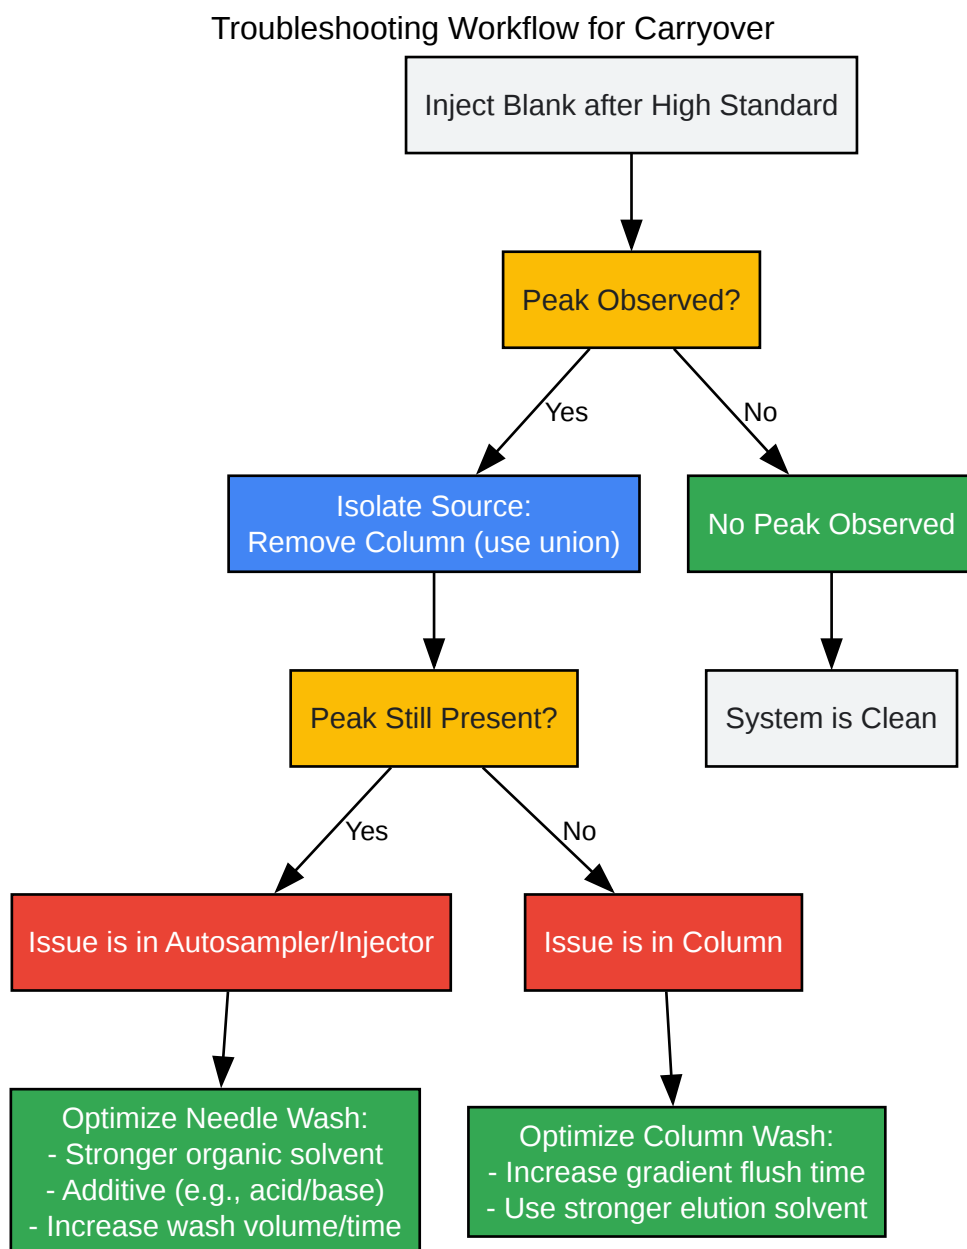 Troubleshooting Workflow for Carryover
Inject Blank after High Standard
Peak Observed?
Yes
No
Isolate Source:
Remove Column (use union)
No Peak Observed
Peak Still Present?
System is Clean
Yes
No
Issue is in Autosampler/Injector
Issue is in Column
Optimize Needle Wash:
- Stronger organic solvent
- Additive (e.g., acid/base)
- Increase wash volume/time
Optimize Column Wash:
- Increase gradient flush time
- Use stronger elution solvent